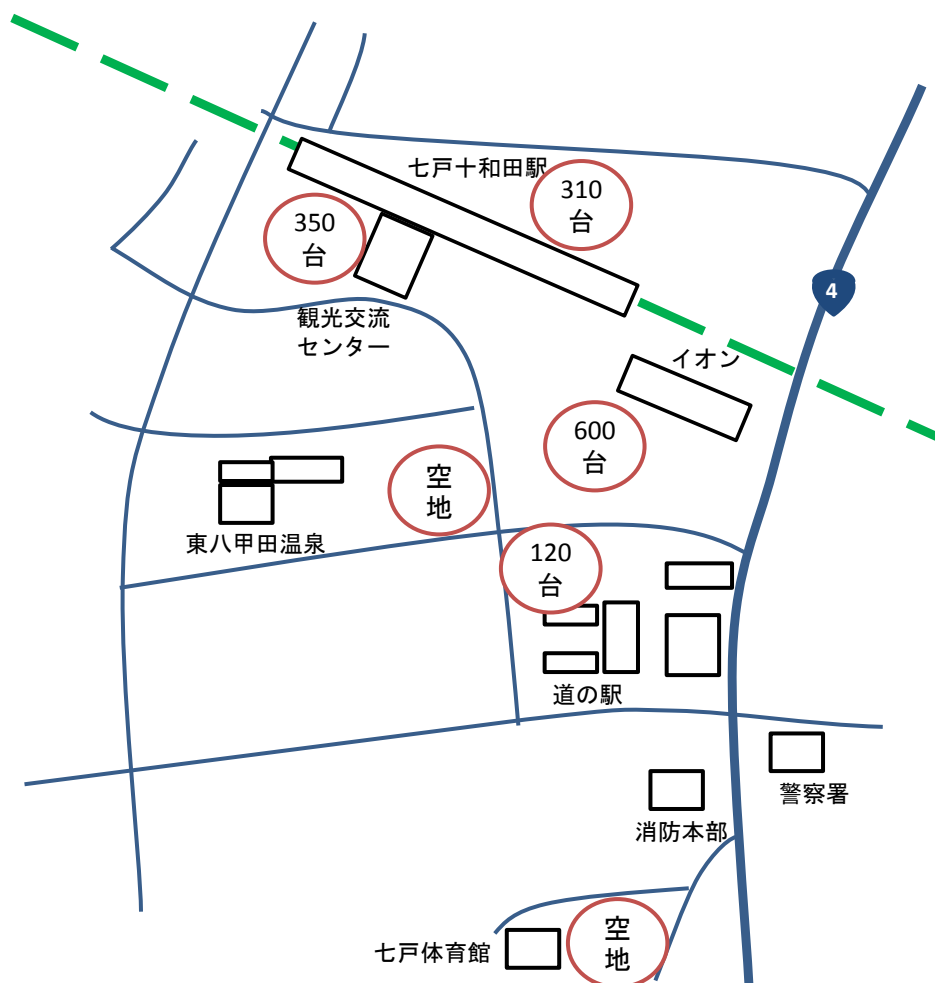 七戸十和田駅
310
台
350
台
4
観光交流
センター
イオン
600
台
空
地
東八甲田温泉
120
台
道の駅
警察署
消防本部
空
地
七戸体育館